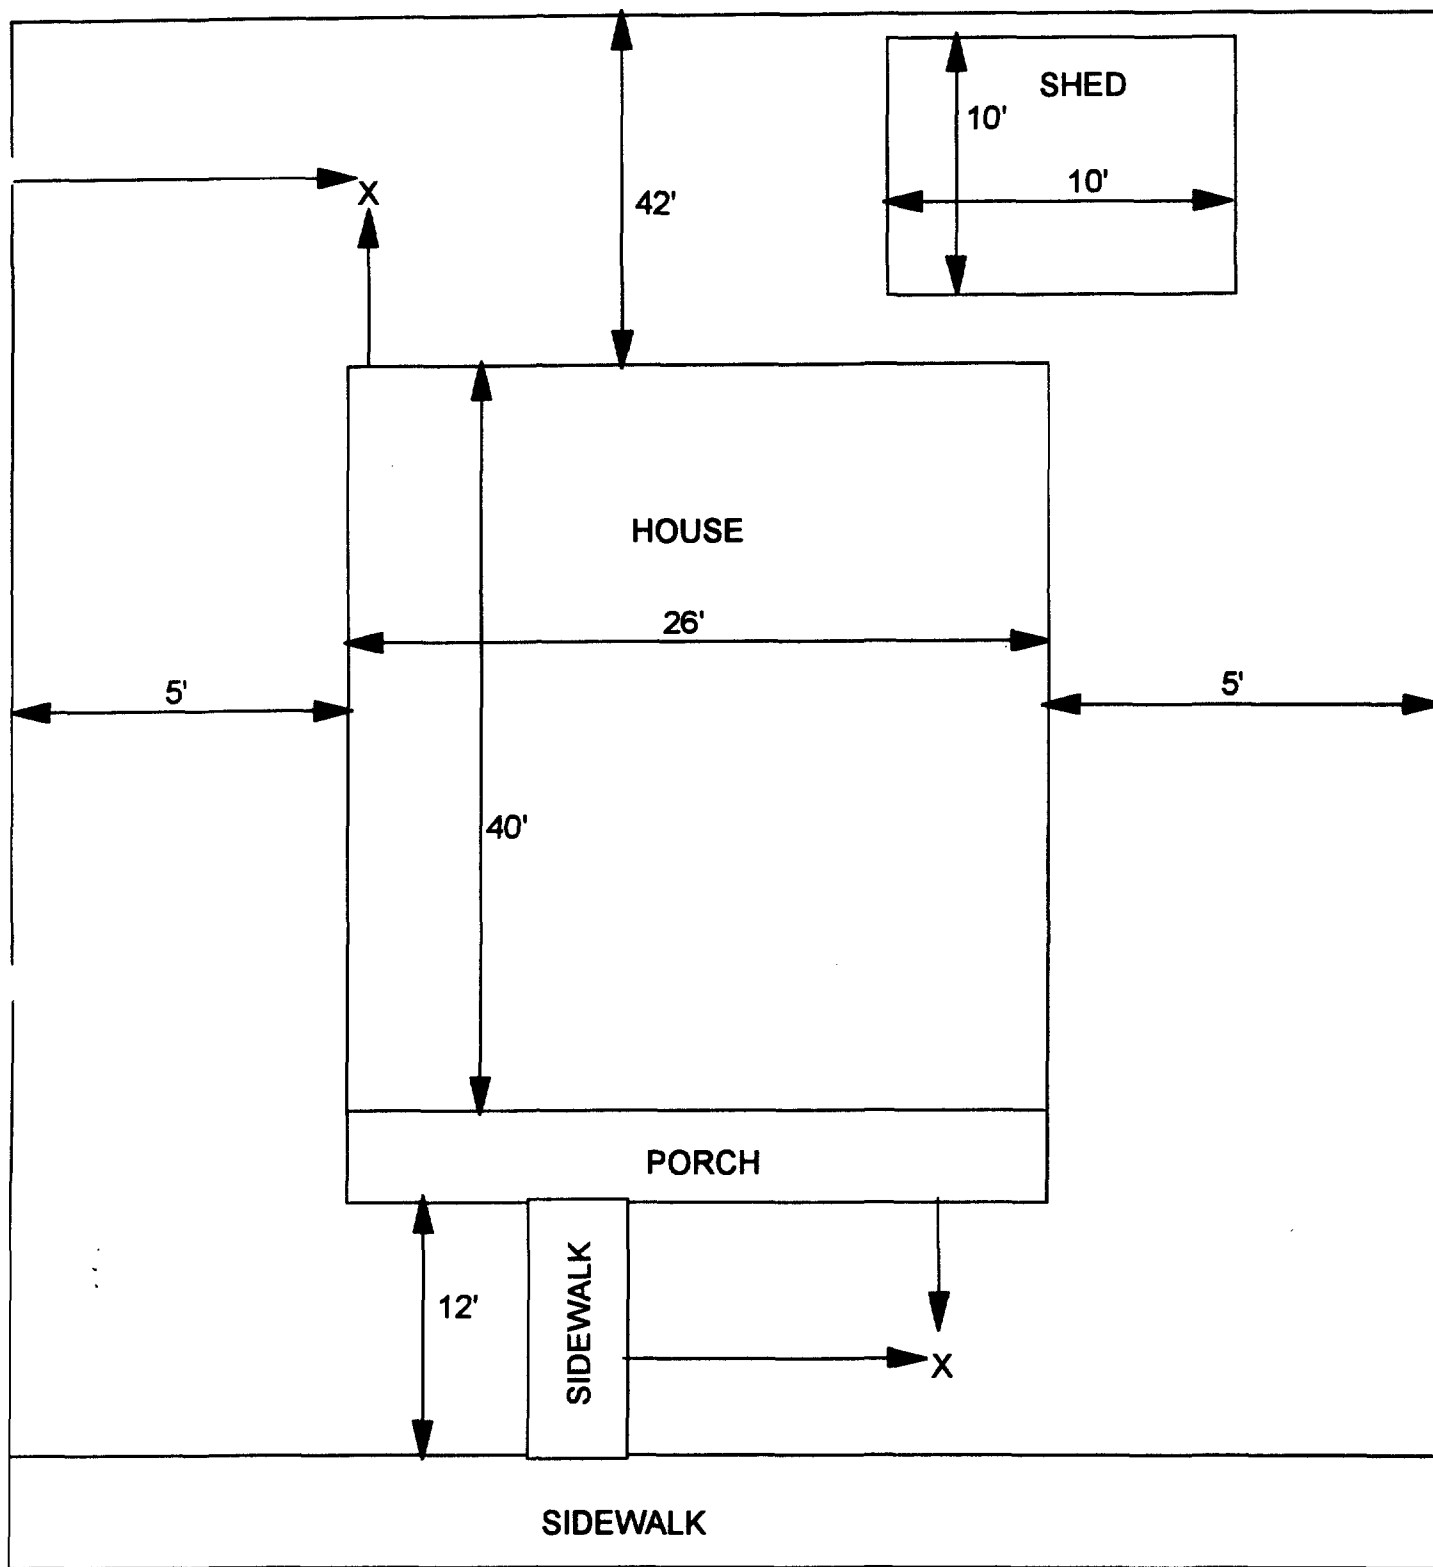 SHED
10'
10'
X
42'
HOUSE
26'
5'
5'
40'
PORCH
SIDEWALK
12'
X
SIDEWALK